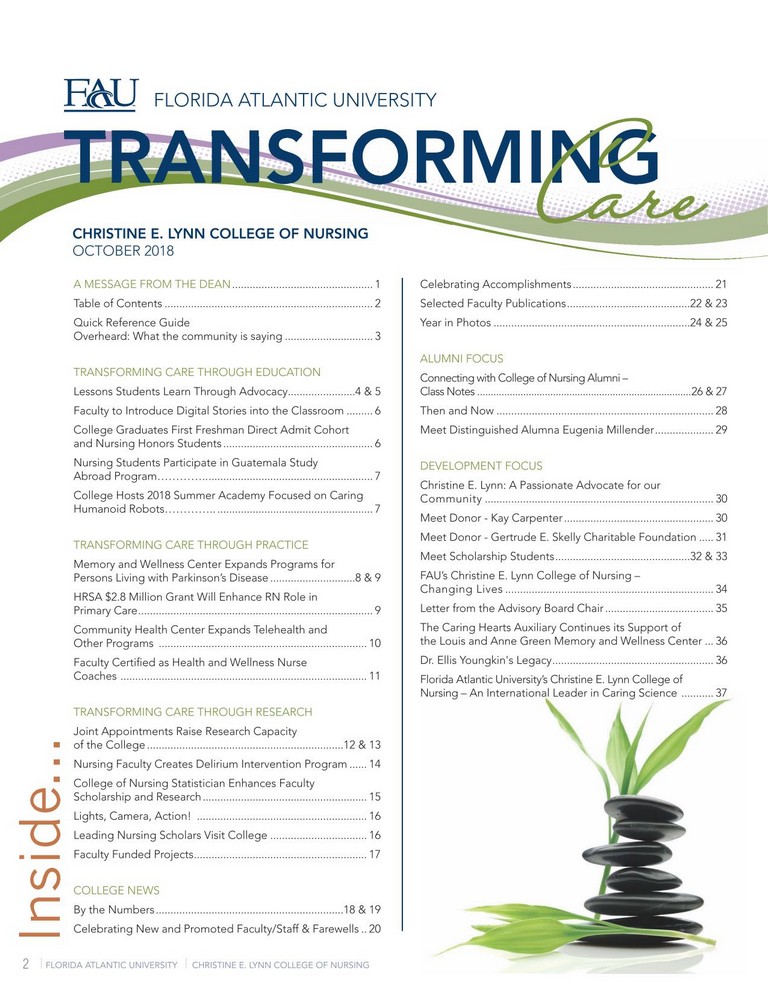 FAU FLORIDA ATLANTIC UNIVERSITY
TRANSFORMING
Care
CHRISTINE E. LYNN COLLEGE OF NURSING
OCTOBER 2018
A MESSAGE FROM THE DEAN................................................ 1
Table of Contents ....................................................................... 2
Quick Reference Guide
Overheard: What the community is saying .............................. 3
TRANSFORMING CARE THROUGH EDUCATION
Lessons Students Learn Through Advocacy.......................4 & 5
Faculty to Introduce Digital Stories into the Classroom ......... 6
College Graduates First Freshman Direct Admit Cohort
and Nursing Honors Students ................................................... 6
Nursing Students Participate in Guatemala Study
Abroad Program………….......................................................... 7
College Hosts 2018 Summer Academy Focused on Caring
Humanoid Robots………….. ..................................................... 7
TRANSFORMING CARE THROUGH PRACTICE
Memory and Wellness Center Expands Programs for
Persons Living with Parkinson's Disease .............................8 & 9
HRSA $2.8 Million Grant Will Enhance RN Role in
Primary Care................................................................................ 9
Community Health Center Expands Telehealth and
Other Programs ....................................................................... 10
Faculty Certified as Health and Wellness Nurse
Coaches .................................................................................... 11
TRANSFORMING CARE THROUGH RESEARCH
Joint Appointments Raise Research Capacity
of the College ...................................................................12 & 13
Nursing Faculty Creates Delirium Intervention Program ...... 14
College of Nursing Statistician Enhances Faculty
Scholarship and Research ........................................................ 15
Lights, Camera, Action! .......................................................... 16
Leading Nursing Scholars Visit College ................................. 16
Faculty Funded Projects........................................................... 17
COLLEGE NEWS
By the Numbers ................................................................18 & 19
Celebrating New and Promoted Faculty/Staff & Farewells .. 20
Celebrating Accomplishments ................................................ 21
Selected Faculty Publications..........................................22 & 23
Year in Photos ...................................................................24 & 25
ALUMNI FOCUS
Connecting with College of Nursing Alumni –
Class Notes ........................................................................26 & 27
Then and Now .......................................................................... 28
Meet Distinguished Alumna Eugenia Millender.................... 29
DEVELOPMENT FOCUS
Christine E. Lynn: A Passionate Advocate for our
Community .............................................................................. 30
Meet Donor - Kay Carpenter ................................................... 30
Meet Donor - Gertrude E. Skelly Charitable Foundation ..... 31
Meet Scholarship Students..............................................32 & 33
FAU's Christine E. Lynn College of Nursing –
Changing Lives ....................................................................... 34
Letter from the Advisory Board Chair ..................................... 35
The Caring Hearts Auxiliary Continues its Support of
the Louis and Anne Green Memory and Wellness Center ... 36
Dr. Ellis Youngkin's Legacy....................................................... 36
Florida Atlantic University's Christine E. Lynn College of
Nursing – An International Leader in Caring Science ........... 37
Inside...
2 | FLORIDA ATLANTIC UNIVERSITY | CHRISTINE E. LYNN COLLEGE OF NURSING